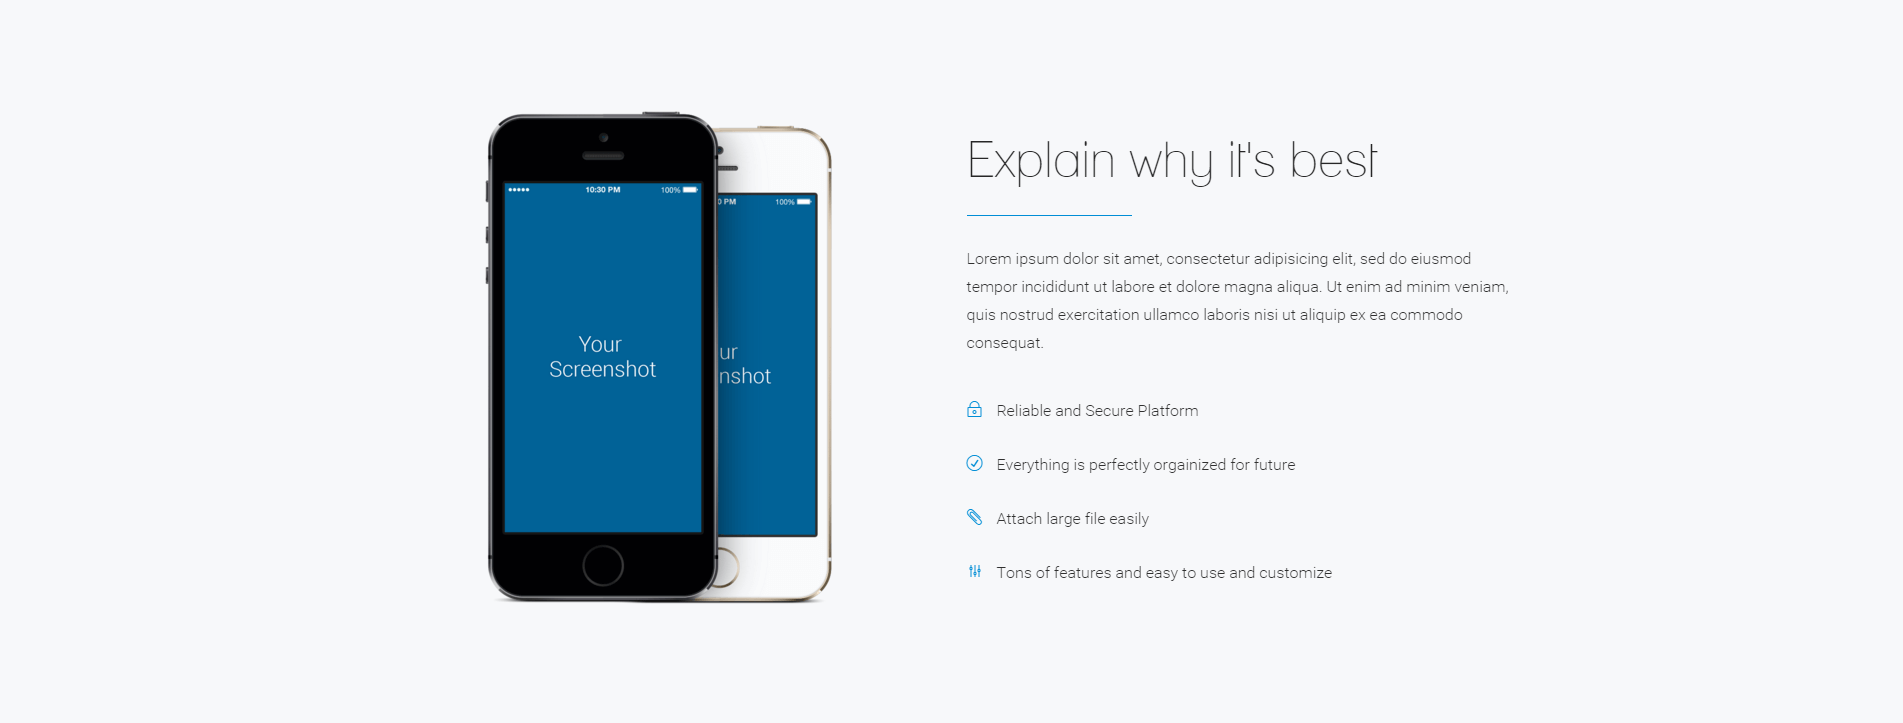 10:30 PM
100%
Your
Screenshot
0 PM
100%
ur
nshot
Explain why it's best
Lorem ipsum dolor sit amet, consectetur adipisicing elit, sed do eiusmod
tempor incididunt ut labore et dolore magna aliqua. Ut enim ad minim veniam,
quis nostrud exercitation ullamco laboris nisi ut aliquip ex ea commodo
consequat.
Reliable and Secure Platform
Everything is perfectly orgainized for future
Attach large file easily
Tons of features and easy to use and customize